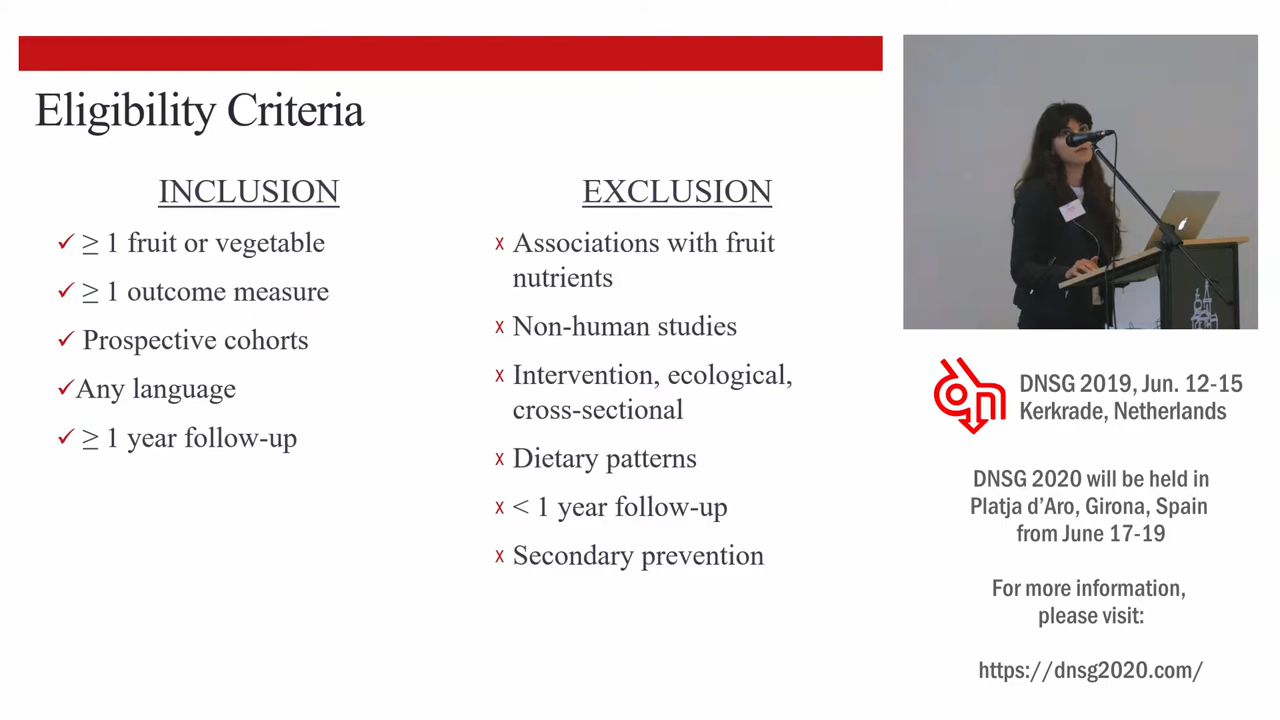 Eligibility Criteria
INCLUSION
✓ ≥ 1 fruit or vegetable
✓ ≥ 1 outcome measure
✓ Prospective cohorts
✓Any language
✓ ≥ 1 year follow-up
EXCLUSION
x Associations with fruit
nutrients
x Non-human studies
x Intervention, ecological,
cross-sectional
x Dietary patterns
x < 1 year follow-up
x Secondary prevention
DNSG 2019, Jun. 12-15
Kerkrade, Netherlands
DNSG 2020 will be held in
Platja d’Aro, Girona, Spain
from June 17-19
For more information,
please visit:
https://dnsg2020.com/